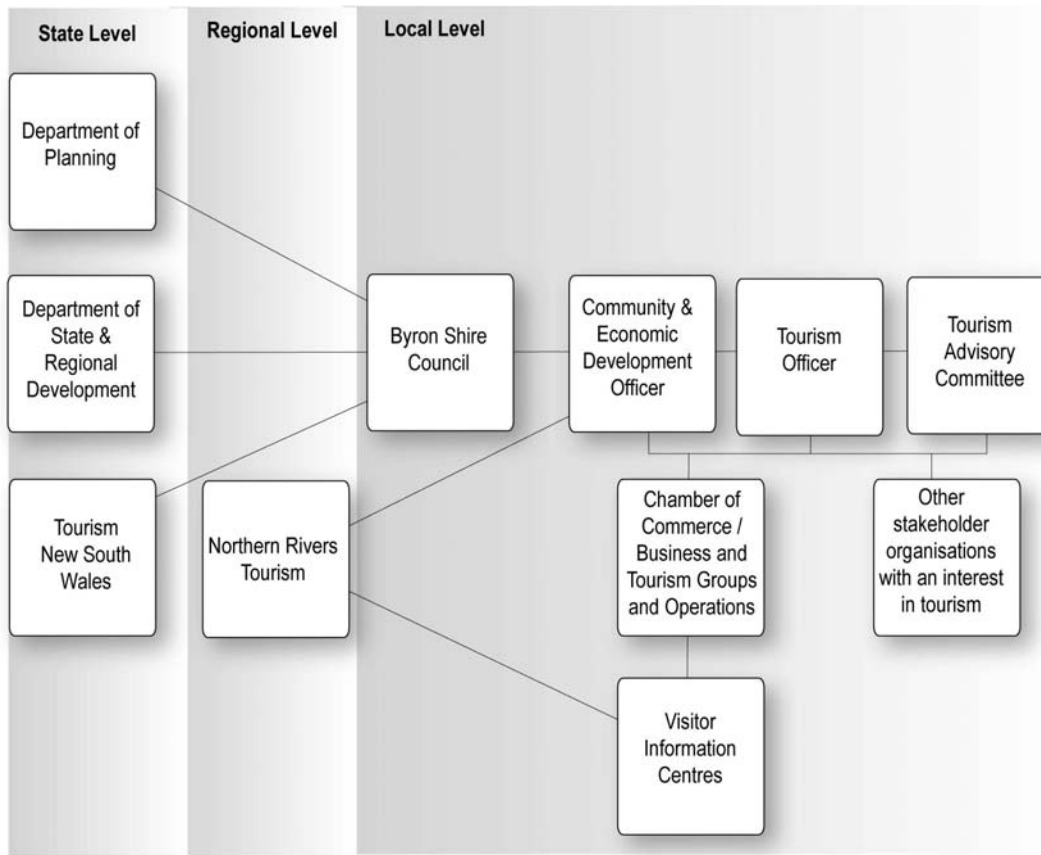 State Level
Regional Level
Local Level
Department of
Planning
Department of
State &
Regional
Development
Byron Shire
Council
Community &
Economic
Development
Officer
Tourism
Officer
Tourism
Advisory
Committee
Tourism
New South
Wales
Northern Rivers
Tourism
Chamber of
Commerce /
Business and
Tourism Groups
and Operations
Other
stakeholder
organisations
with an interest
in tourism
Visitor
Information
Centres